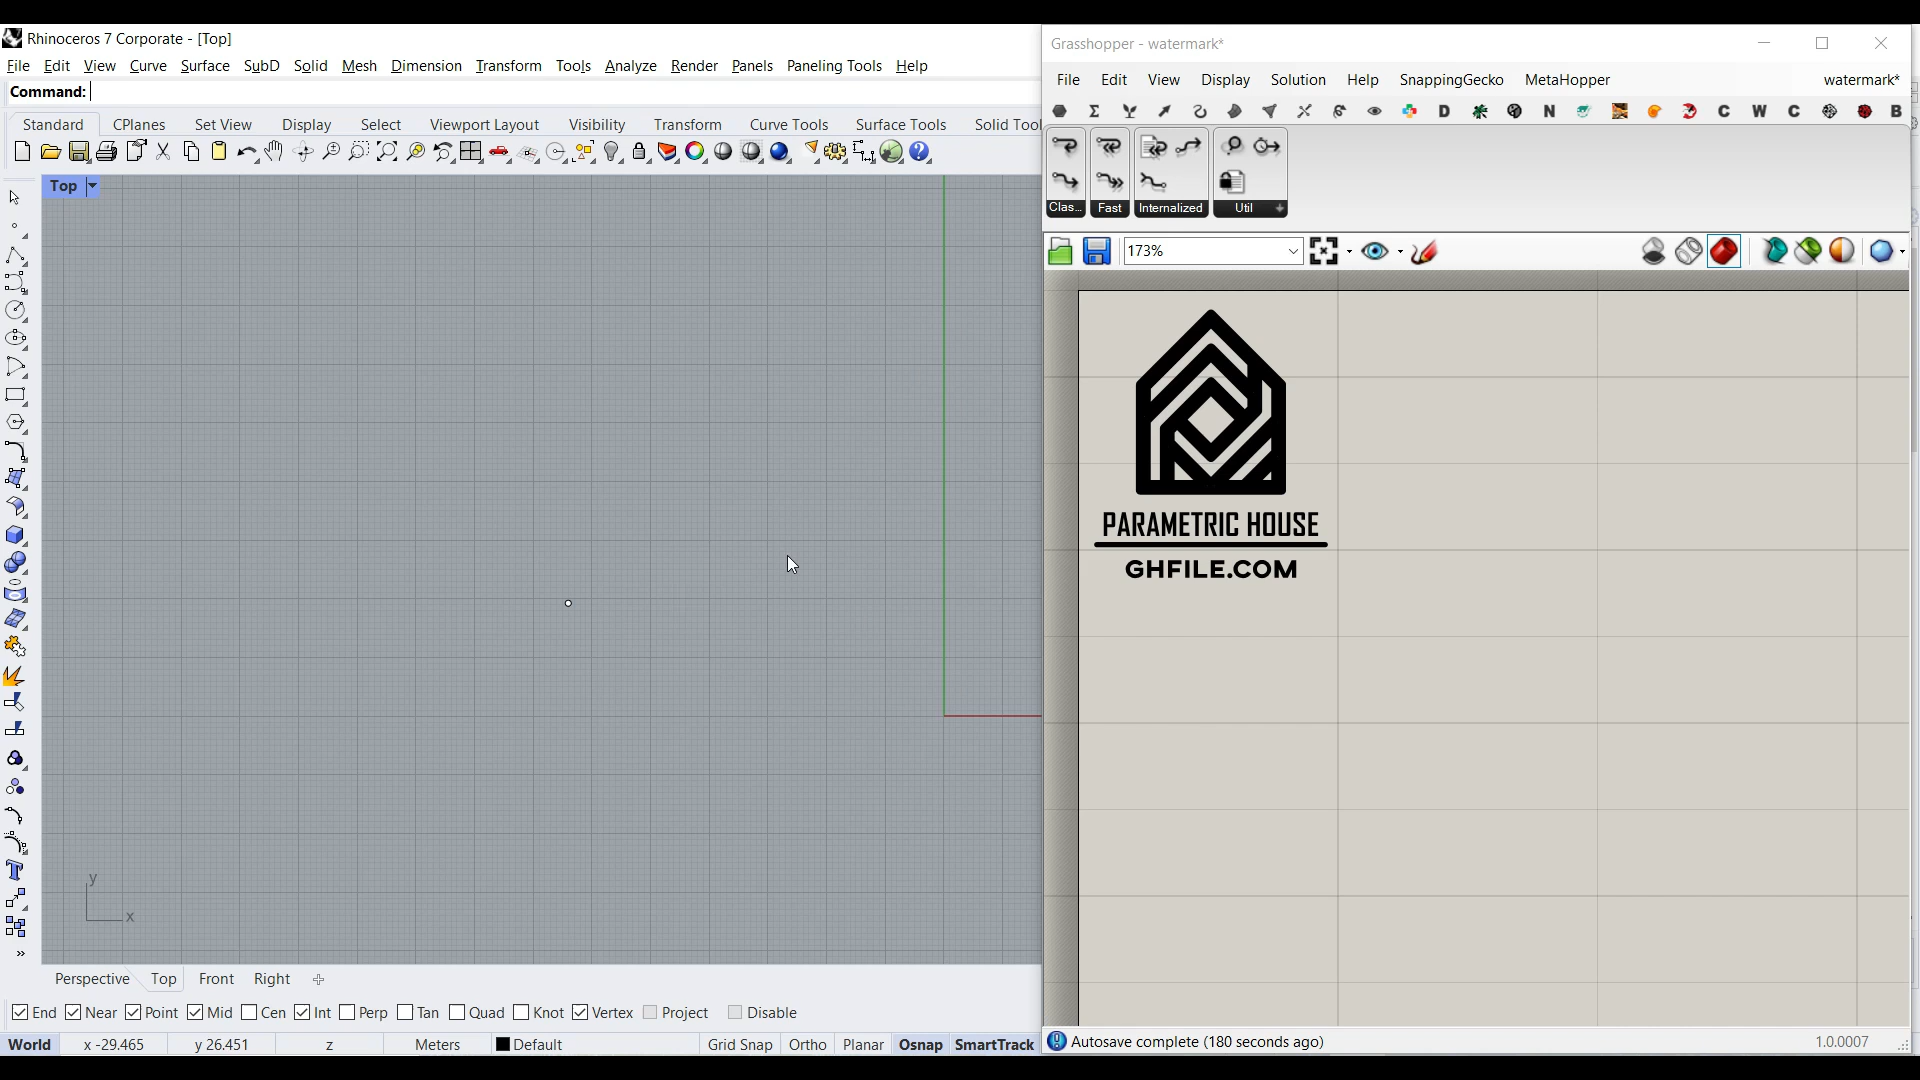 Rhinoceros 7 Corporate - [Top]
File Edit View Curve Surface SubD Solid Mesh Dimension Transform Tools Analyze Render Panels Paneling Tools Help
Command:
Standard CPlanes Set View Display Select Viewport Layout Visibility Transform Curve Tools Surface Tools Solid Tool
Top
y
x
Perspective Top Front Right
End Near Point Mid Cen Int Perp Tan Quad Knot Vertex Project Disable
World x -29.465 y 26.451 z Meters Default Grid Snap Ortho Planar Osnap SmartTrack
Grasshopper - watermark*
File Edit View Display Solution Help SnappingGecko MetaHopper watermark*
D N C W C B
Clas... Fast Internalized Util
173%
PARAMETRIC HOUSE
GHFILE.COM
Autosave complete (180 seconds ago) 1.0.0007